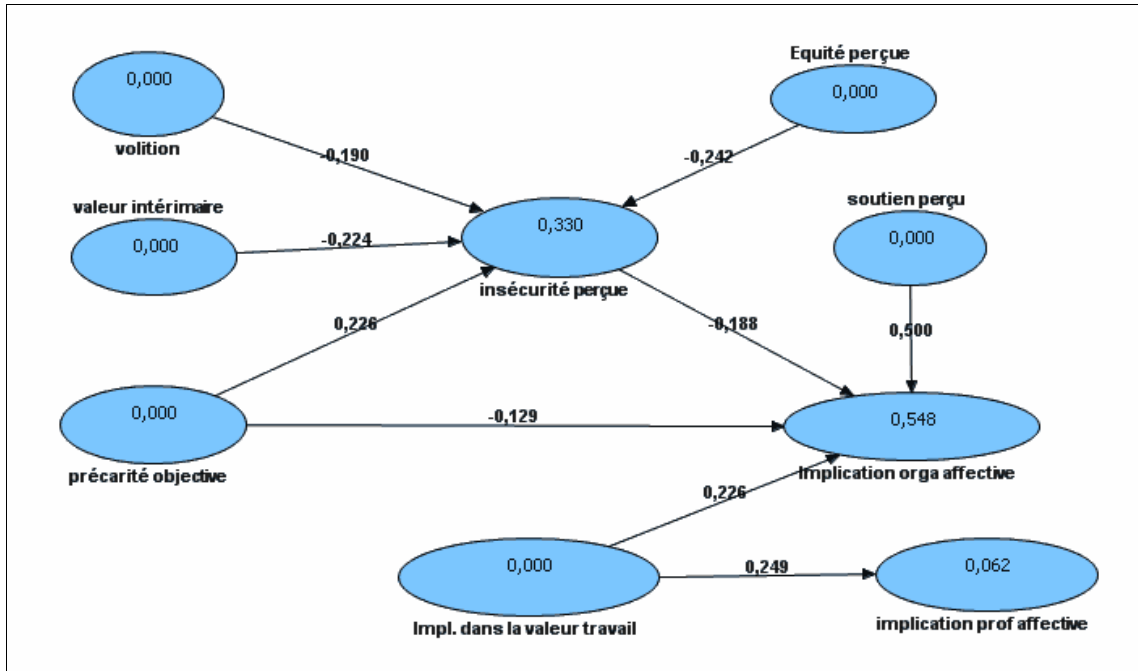 0,000
volition
Equité perçue
0,000
-0,190
-0,242
valeur intérimaire
0,000
-0,224
0,330
insécurité perçue
soutien perçu
0,000
0,226
-0,188
0,500
0,000
précarité objective
-0,129
0,548
Implication orga affective
0,226
0,000
Impl. dans la valeur travail
0,249
0,062
implication prof affective